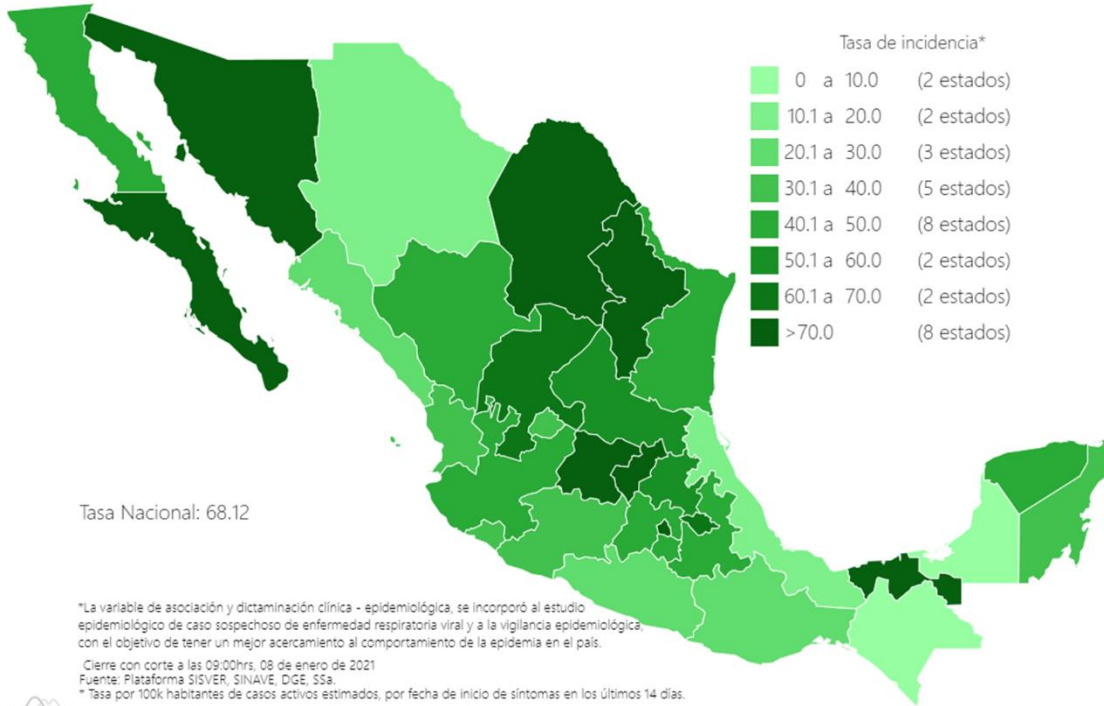 Tasa de incidencia*
0 a 10.0 (2 estados)
10.1 a 20.0 (2 estados)
20.1 a 30.0 (3 estados)
30.1 a 40.0 (5 estados)
40.1 a 50.0 (8 estados)
50.1 a 60.0 (2 estados)
60.1 a 70.0 (2 estados)
>70.0 (8 estados)
Tasa Nacional: 68.12
*La variable de asociación y dictaminación clínica - epidemiológica, se incorporó al estudio
epidemiológico de caso sospechoso de enfermedad respiratoria viral y a la vigilancia epidemiológica,
con el objetivo de tener un mejor acercamiento al comportamiento de la epidemia en el país.
Cierre con corte a las 09:00hrs, 08 de enero de 2021
Fuente: Plataforma SISVER, SINAVE, DGE, SSa.
* Tasa por 100k habitantes de casos activos estimados, por fecha de inicio de síntomas en los últimos 14 días.